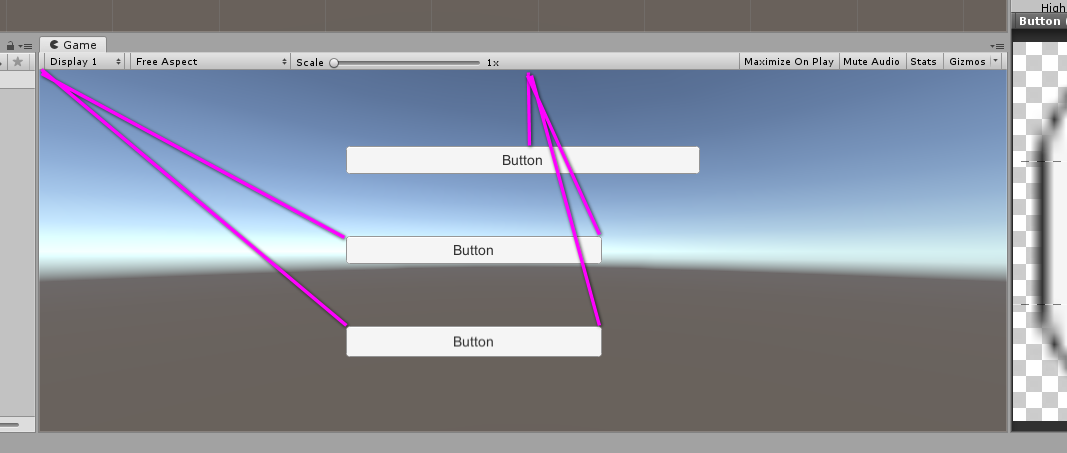 High
Button
Game
Display 1 Free Aspect Scale 1x Maximize On Play Mute Audio Stats Gizmos
Button
Button
Button